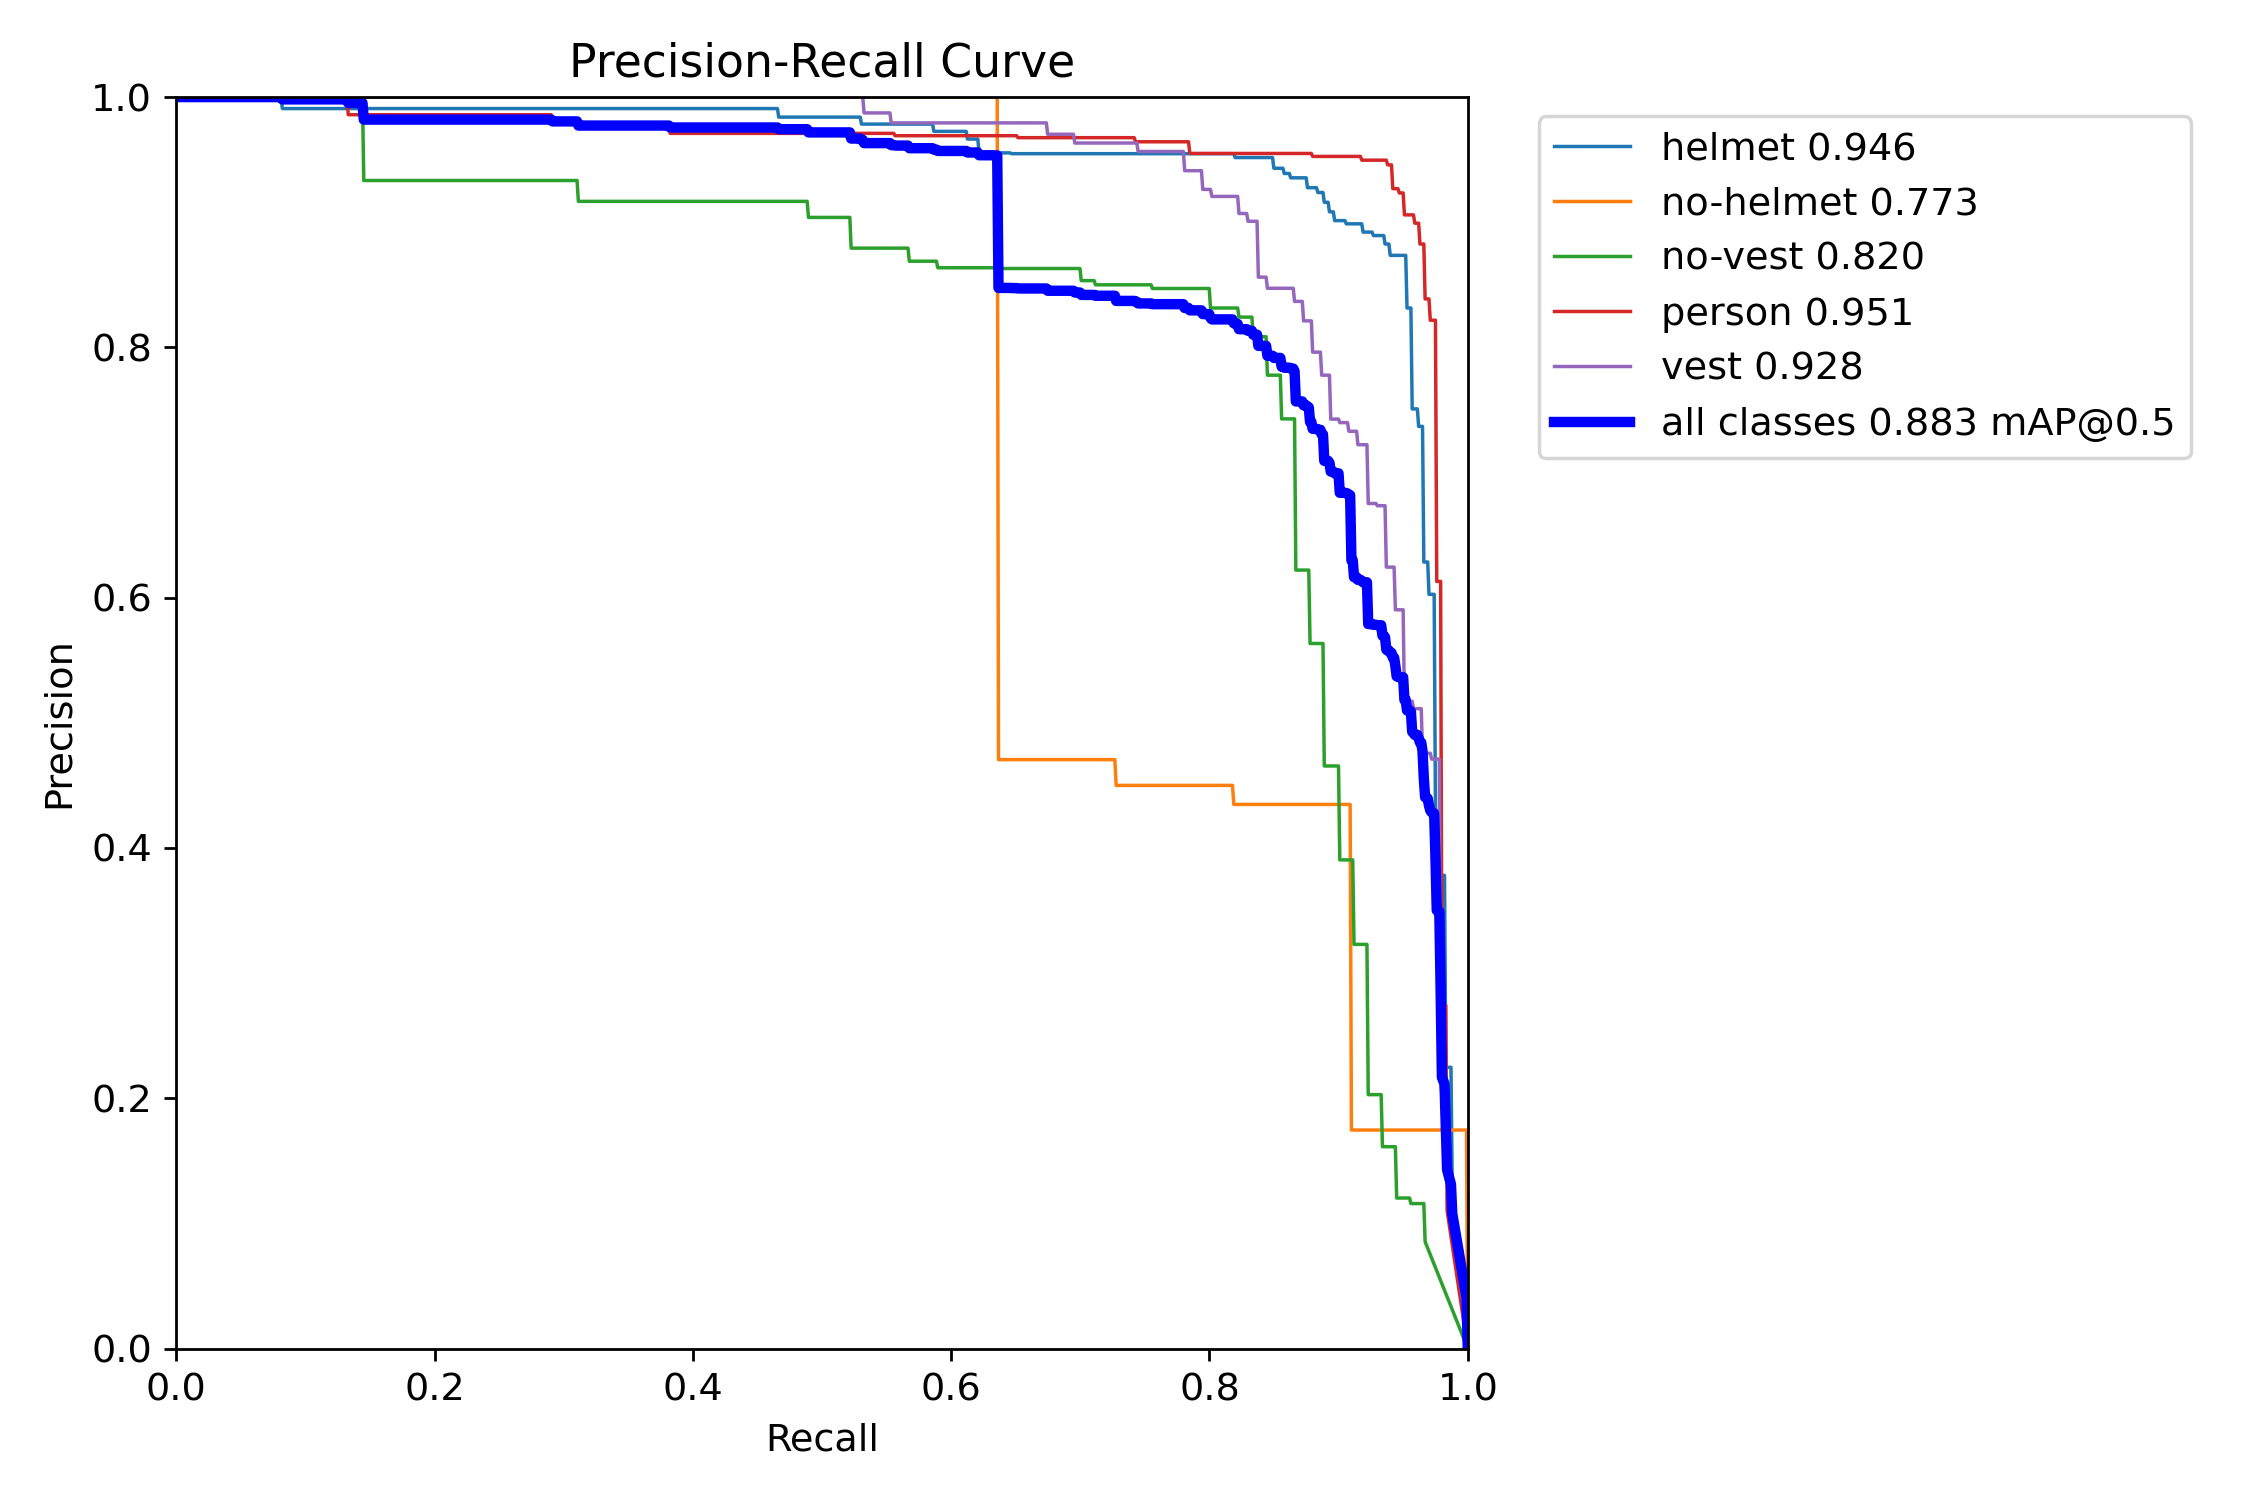 Precision-Recall Curve
1.0
0.8
0.6
0.4
0.2
0.0
Precision
0.0 0.2 0.4 0.6 0.8 1.0
Recall
helmet 0.946
no-helmet 0.773
no-vest 0.820
person 0.951
vest 0.928
all classes 0.883 mAP@0.5